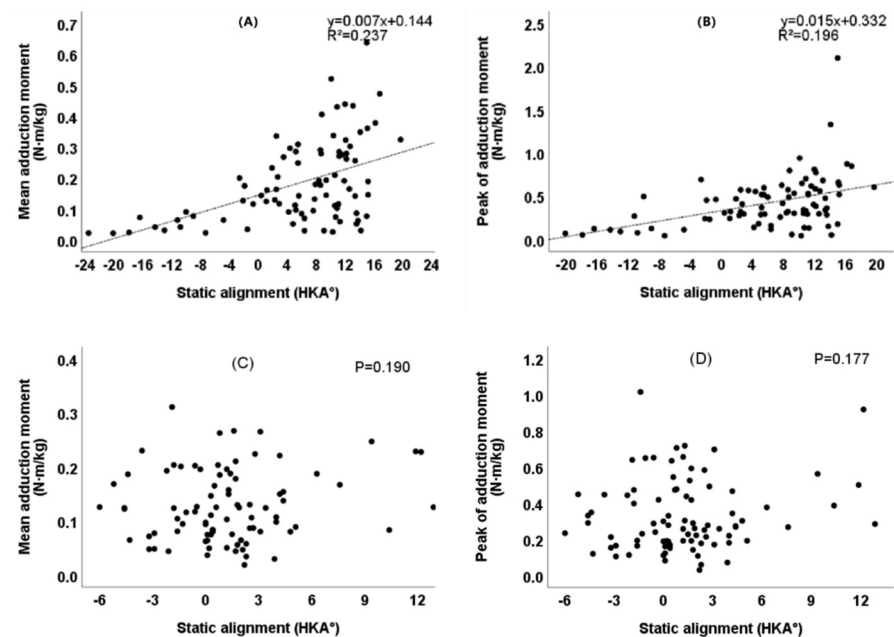 (A)
y=0.007x+0.144
R²=0.237
Mean adduction moment
(N·m/kg)
0.7
0.6
0.5
0.4
0.3
0.2
0.1
0.0
-24 -20 -16 -12 -8 -4 0 4 8 12 16 20 24
Static alignment (HKA°)
(B)
y=0.015x+0.332
R²=0.196
Peak of adduction moment
(N·m/kg)
2.5
2.0
1.5
1.0
0.5
0.0
-20 -16 -12 -8 -4 0 4 8 12 16 20
Static alignment (HKA°)
(C)
P=0.190
Mean adduction moment
(N·m/kg)
0.4
0.3
0.2
0.1
0.0
-6 -3 0 3 6 9 12
Static alignment (HKA°)
(D)
P=0.177
Peak of adduction moment
(N·m/kg)
1.2
1.0
0.8
0.6
0.4
0.2
0.0
-6 -3 0 3 6 9 12
Static alignment (HKA°)